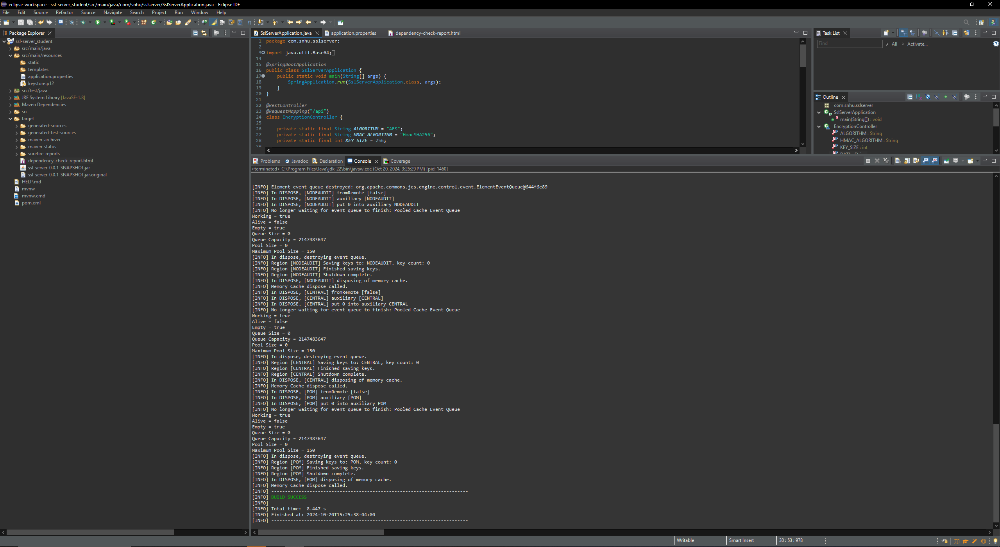 eclipse-workspace - ssl-server_student/src/main/java/com/snhu/sslserver/SslServerApplication.java - Eclipse IDE
File Edit Source Refactor Source Navigate Search Project Run Window Help
Package Explorer
ssl-server_student
src/main/java
src/main/resources
static
templates
application.properties
keystore.p12
src/test/java
JRE System Library [JavaSE-1.8]
Maven Dependencies
src
target
generated-sources
generated-test-sources
maven-archiver
maven-status
surefire-reports
dependency-check-report.html
ssl-server-0.0.1-SNAPSHOT.jar
ssl-server-0.0.1-SNAPSHOT.jar.original
HELP.md
mvnw
mvnw.cmd
pom.xml
SslServerApplication.java application.properties dependency-check-report.html
1 package com.snhu.sslserver;
2
3 import java.util.Base64;
14
15 @SpringBootApplication
16 public class SslServerApplication {
17 public static void main(String[] args) {
18 SpringApplication.run(SslServerApplication.class, args);
19 }
20 }
21
22 @RestController
23 @RequestMapping("/api")
24 class EncryptionController {
25
26 private static final String ALGORITHM = "AES";
27 private static final String HMAC_ALGORITHM = "HmacSHA256";
28 private static final int KEY_SIZE = 256;
29
Task List
Find All Activate...
Outline
com.snhu.sslserver
SslServerApplication
main(String[]) : void
EncryptionController
ALGORITHM : String
HMAC_ALGORITHM : String
KEY_SIZE : int
Problems Javadoc Declaration Console Coverage
<terminated> C:\Program Files\Java\jdk-22\bin\javaw.exe (Oct 20, 2024, 3:25:29 PM) [pid: 1460]
[INFO] Element event queue destroyed: org.apache.commons.jcs.engine.control.event.ElementEventQueue@644f6e89
[INFO] In DISPOSE, [NODEAUDIT] fromRemote [false]
[INFO] In DISPOSE, [NODEAUDIT] auxiliary [NODEAUDIT]
[INFO] In DISPOSE, [NODEAUDIT] put 0 into auxiliary NODEAUDIT
[INFO] No longer waiting for event queue to finish: Pooled Cache Event Queue
Working = true
Alive = false
Empty = true
Queue Size = 0
Queue Capacity = 2147483647
Pool Size = 0
Maximum Pool Size = 150
[INFO] In dispose, destroying event queue.
[INFO] Region [NODEAUDIT] Saving keys to: NODEAUDIT, key count: 0
[INFO] Region [NODEAUDIT] Finished saving keys.
[INFO] Region [NODEAUDIT] Shutdown complete.
[INFO] In DISPOSE, [NODEAUDIT] disposing of memory cache.
[INFO] Memory Cache dispose called.
[INFO] In DISPOSE, [CENTRAL] fromRemote [false]
[INFO] In DISPOSE, [CENTRAL] auxiliary [CENTRAL]
[INFO] In DISPOSE, [CENTRAL] put 0 into auxiliary CENTRAL
[INFO] No longer waiting for event queue to finish: Pooled Cache Event Queue
Working = true
Alive = false
Empty = true
Queue Size = 0
Queue Capacity = 2147483647
Pool Size = 0
Maximum Pool Size = 150
[INFO] In dispose, destroying event queue.
[INFO] Region [CENTRAL] Saving keys to: CENTRAL, key count: 0
[INFO] Region [CENTRAL] Finished saving keys.
[INFO] Region [CENTRAL] Shutdown complete.
[INFO] In DISPOSE, [CENTRAL] disposing of memory cache.
[INFO] Memory Cache dispose called.
[INFO] In DISPOSE, [POM] fromRemote [false]
[INFO] In DISPOSE, [POM] auxiliary [POM]
[INFO] In DISPOSE, [POM] put 0 into auxiliary POM
[INFO] No longer waiting for event queue to finish: Pooled Cache Event Queue
Working = true
Alive = false
Empty = true
Queue Size = 0
Queue Capacity = 2147483647
Pool Size = 0
Maximum Pool Size = 150
[INFO] In dispose, destroying event queue.
[INFO] Region [POM] Saving keys to: POM, key count: 0
[INFO] Region [POM] Finished saving keys.
[INFO] Region [POM] Shutdown complete.
[INFO] In DISPOSE, [POM] disposing of memory cache.
[INFO] Memory Cache dispose called.
[INFO] ------------------------------------------------------------------------
[INFO] BUILD SUCCESS
[INFO] ------------------------------------------------------------------------
[INFO] Total time:  8.447 s
[INFO] Finished at: 2024-10-20T15:25:38-04:00
[INFO] ------------------------------------------------------------------------
Writable Smart Insert 30 : 53 : 978